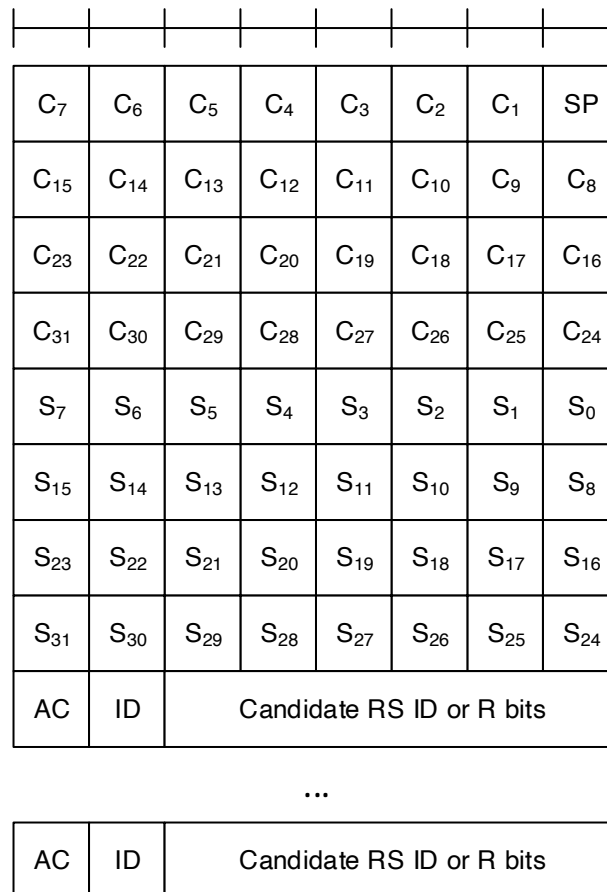 C₇ C₆ C₅ C₄ C₃ C₂ C₁ SP
C₁₅ C₁₄ C₁₃ C₁₂ C₁₁ C₁₀ C₉ C₈
C₂₃ C₂₂ C₂₁ C₂₀ C₁₉ C₁₈ C₁₇ C₁₆
C₃₁ C₃₀ C₂₉ C₂₈ C₂₇ C₂₆ C₂₅ C₂₄
S₇ S₆ S₅ S₄ S₃ S₂ S₁ S₀
S₁₅ S₁₄ S₁₃ S₁₂ S₁₁ S₁₀ S₉ S₈
S₂₃ S₂₂ S₂₁ S₂₀ S₁₉ S₁₈ S₁₇ S₁₆
S₃₁ S₃₀ S₂₉ S₂₈ S₂₇ S₂₆ S₂₅ S₂₄
AC ID Candidate RS ID or R bits
...
AC ID Candidate RS ID or R bits